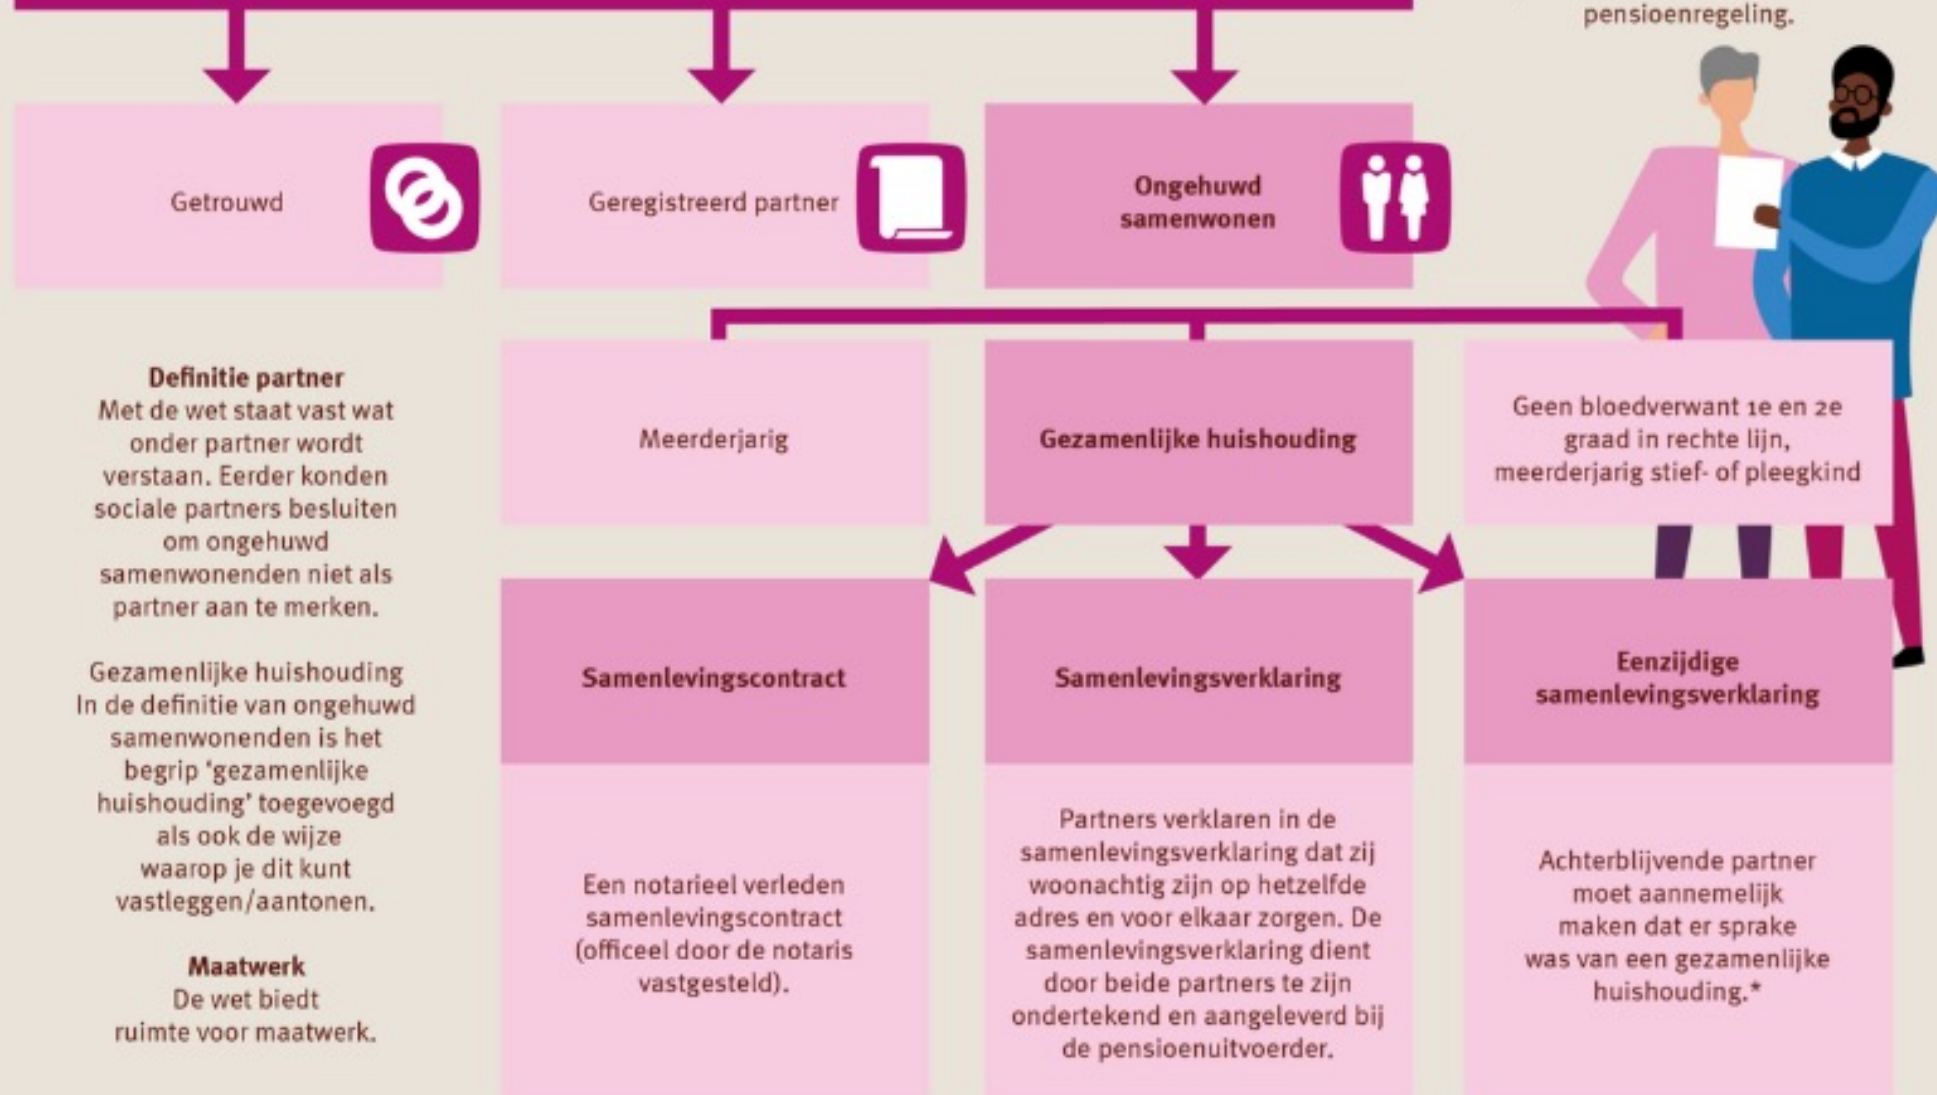 pensioenregeling.
Getrouwd
Geregistreerd partner
Ongehuwd
samenwonen
Definitie partner
Met de wet staat vast wat
onder partner wordt
verstaan. Eerder konden
sociale partners besluiten
om ongehuwd
samenwonenden niet als
partner aan te merken.
Gezamenlijke huishouding
In de definitie van ongehuwd
samenwonenden is het
begrip ‘gezamenlijke
huishouding’ toegevoegd
als ook de wijze
waarop je dit kunt
vastleggen/aantonen.
Maatwerk
De wet biedt
ruimte voor maatwerk.
Meerderjarig
Gezamenlijke huishouding
Geen bloedverwant 1e en 2e
graad in rechte lijn,
meerderjarig stief- of pleegkind
Samenlevingscontract
Een notarieel verleden
samenlevingscontract
(officeel door de notaris
vastgesteld).
Samenlevingsverklaring
Partners verklaren in de
samenlevingsverklaring dat zij
woonachtig zijn op hetzelfde
adres en voor elkaar zorgen. De
samenlevingsverklaring dient
door beide partners te zijn
ondertekend en aangeleverd bij
de pensioenuitvoerder.
Eenzijdige
samenlevingsverklaring
Achterblijvende partner
moet aannemelijk
maken dat er sprake
was van een gezamenlijke
huishouding.*